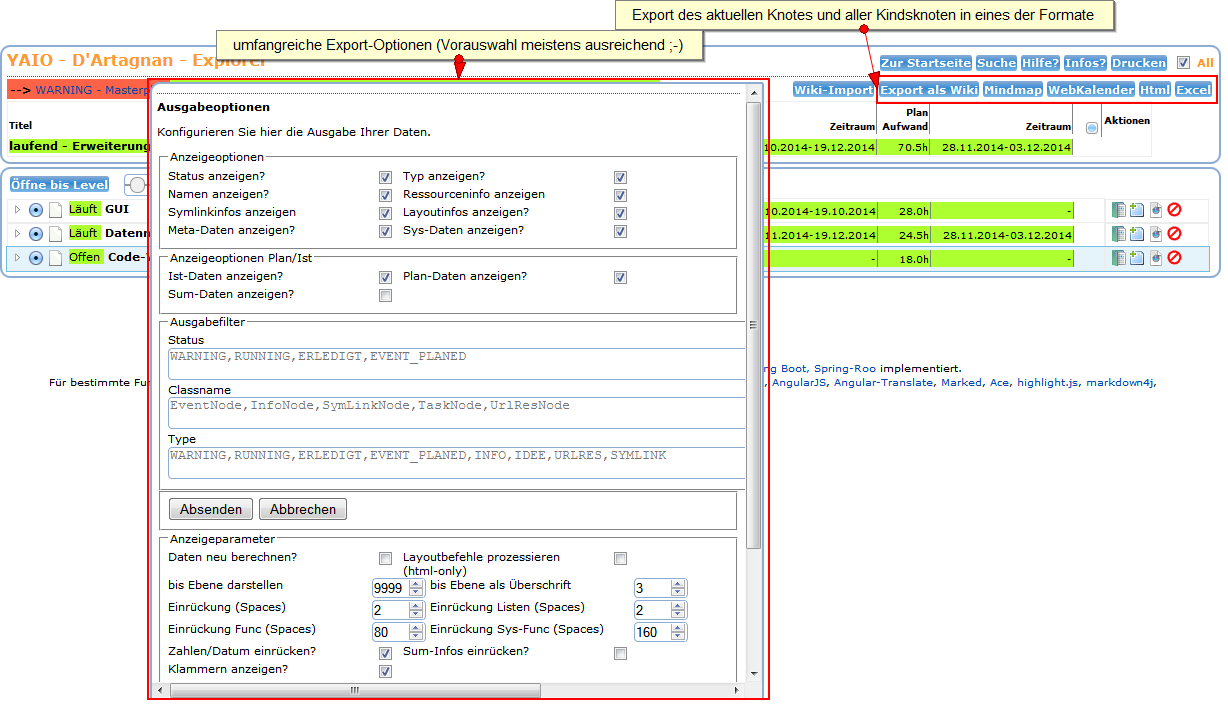 Export des aktuellen Knotes und aller Kindsknoten in eines der Formate
umfangreiche Export-Optionen (Vorauswahl meistens ausreichend ;-)
YAIO - D'Artagnan - Explorer
Zur Startseite Suche Hilfe? Infos? Drucken All
--> WARNING - Masterp
Wiki-Import Export als Wiki Mindmap WebKalender Html Excel
Titel Zeitraum Plan Aufwand Zeitraum Aktionen
laufend - Erweiterung 10.2014-19.12.2014 70.5h 28.11.2014-03.12.2014
Öffne bis Level
Läuft GUI 10.2014-19.10.2014 28.0h -
Läuft Datenn 11.2014-19.12.2014 24.5h 28.11.2014-03.12.2014
Offen Code- - 18.0h -
ng Boot, Spring-Roo implementiert.
Für bestimmte Fu , AngularJS, Angular-Translate, Marked, Ace, highlight.js, markdown4j,
Ausgabeoptionen
Konfigurieren Sie hier die Ausgabe Ihrer Daten.
Anzeigeoptionen
Status anzeigen? Typ anzeigen?
Namen anzeigen? Ressourceninfo anzeigen
Symlinkinfos anzeigen Layoutinfos anzeigen?
Meta-Daten anzeigen? Sys-Daten anzeigen?
Anzeigeoptionen Plan/Ist
Ist-Daten anzeigen? Plan-Daten anzeigen?
Sum-Daten anzeigen?
Ausgabefilter
Status
WARNING,RUNNING,ERLEDIGT,EVENT_PLANED
Classname
EventNode,InfoNode,SymLinkNode,TaskNode,UrlResNode
Type
WARNING,RUNNING,ERLEDIGT,EVENT_PLANED,INFO,IDEE,URLRES,SYMLINK
Absenden Abbrechen
Anzeigeparameter
Daten neu berechnen? Layoutbefehle prozessieren
(html-only)
bis Ebene darstellen 9999 bis Ebene als Überschrift 3
Einrückung (Spaces) 2 Einrückung Listen (Spaces) 2
Einrückung Func (Spaces) 80 Einrückung Sys-Func (Spaces) 160
Zahlen/Datum einrücken? Sum-Infos einrücken?
Klammern anzeigen?